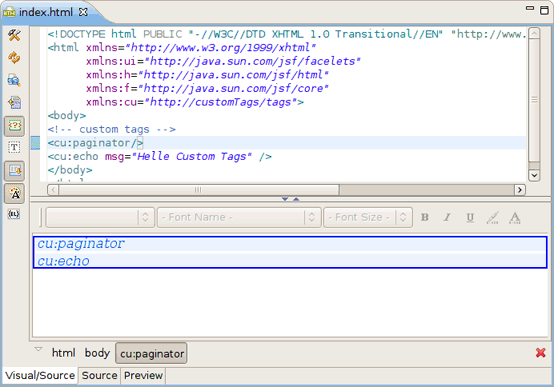 index.html
<!DOCTYPE html PUBLIC "-//W3C//DTD XHTML 1.0 Transitional//EN" "http://www.
<html xmlns="http://www.w3.org/1999/xhtml"
xmlns:ui="http://java.sun.com/jsf/facelets"
xmlns:h="http://java.sun.com/jsf/html"
xmlns:f="http://java.sun.com/jsf/core"
xmlns:cu="http://customTags/tags">
<body>
<!-- custom tags -->
<cu:paginator/>
<cu:echo msg="Helle Custom Tags" />
</body>
- Font Name - - Font Size - B I U A
cu:paginator
cu:echo
html body cu:paginator
Visual/Source Source Preview